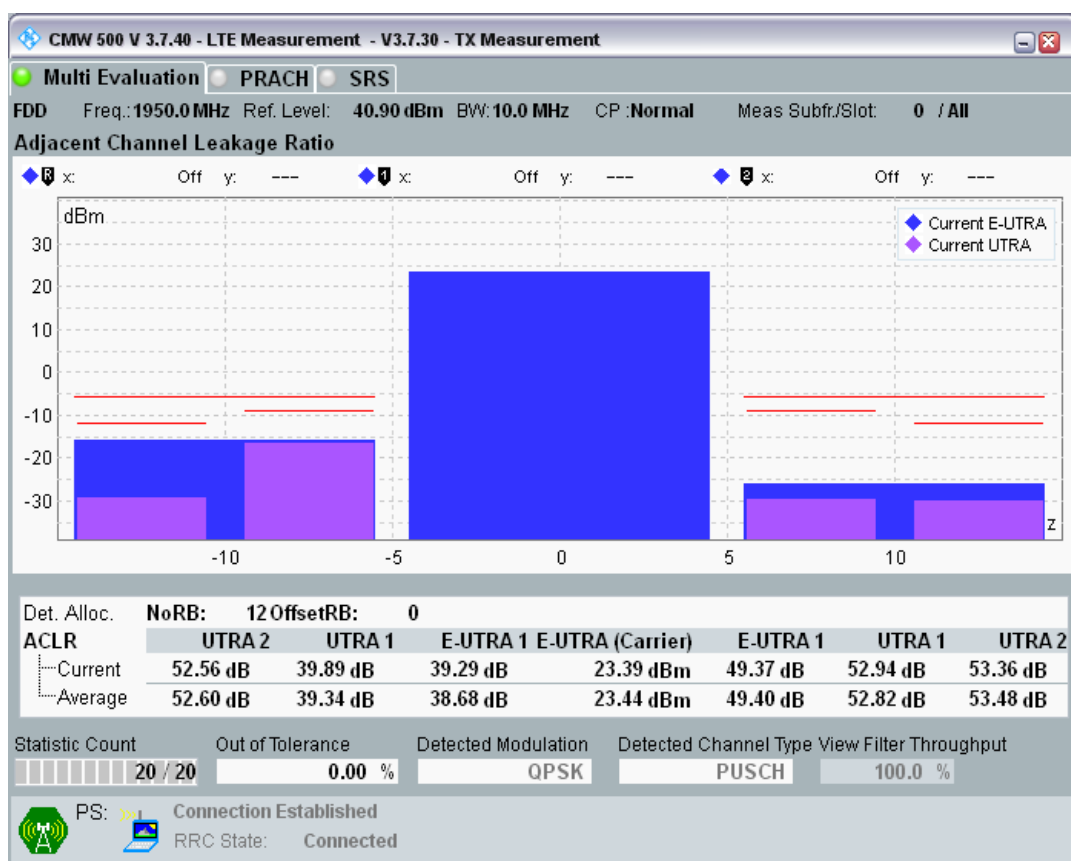 CMW 500 V 3.7.40 - LTE Measurement - V3.7.30 - TX Measurement
Multi Evaluation PRACH SRS
FDD Freq.: 1950.0 MHz Ref. Level: 40.90 dBm BW: 10.0 MHz CP : Normal Meas Subfr./Slot: 0 / All
Adjacent Channel Leakage Ratio
R x: Off y: --- 1 x: Off y: --- 2 x: Off y: ---
dBm
Current E-UTRA
Current UTRA
30
20
10
0
-10
-20
-30
z
-10 -5 0 5 10
Det. Alloc. NoRB: 12 OffsetRB: 0
ACLR UTRA 2 UTRA 1 E-UTRA 1 E-UTRA (Carrier) E-UTRA 1 UTRA 1 UTRA 2
Current 52.56 dB 39.89 dB 39.29 dB 23.39 dBm 49.37 dB 52.94 dB 53.36 dB
Average 52.60 dB 39.34 dB 38.68 dB 23.44 dBm 49.40 dB 52.82 dB 53.48 dB
Statistic Count Out of Tolerance Detected Modulation Detected Channel Type View Filter Throughput
20 / 20 0.00 % QPSK PUSCH 100.0 %
PS: Connection Established
RRC State: Connected